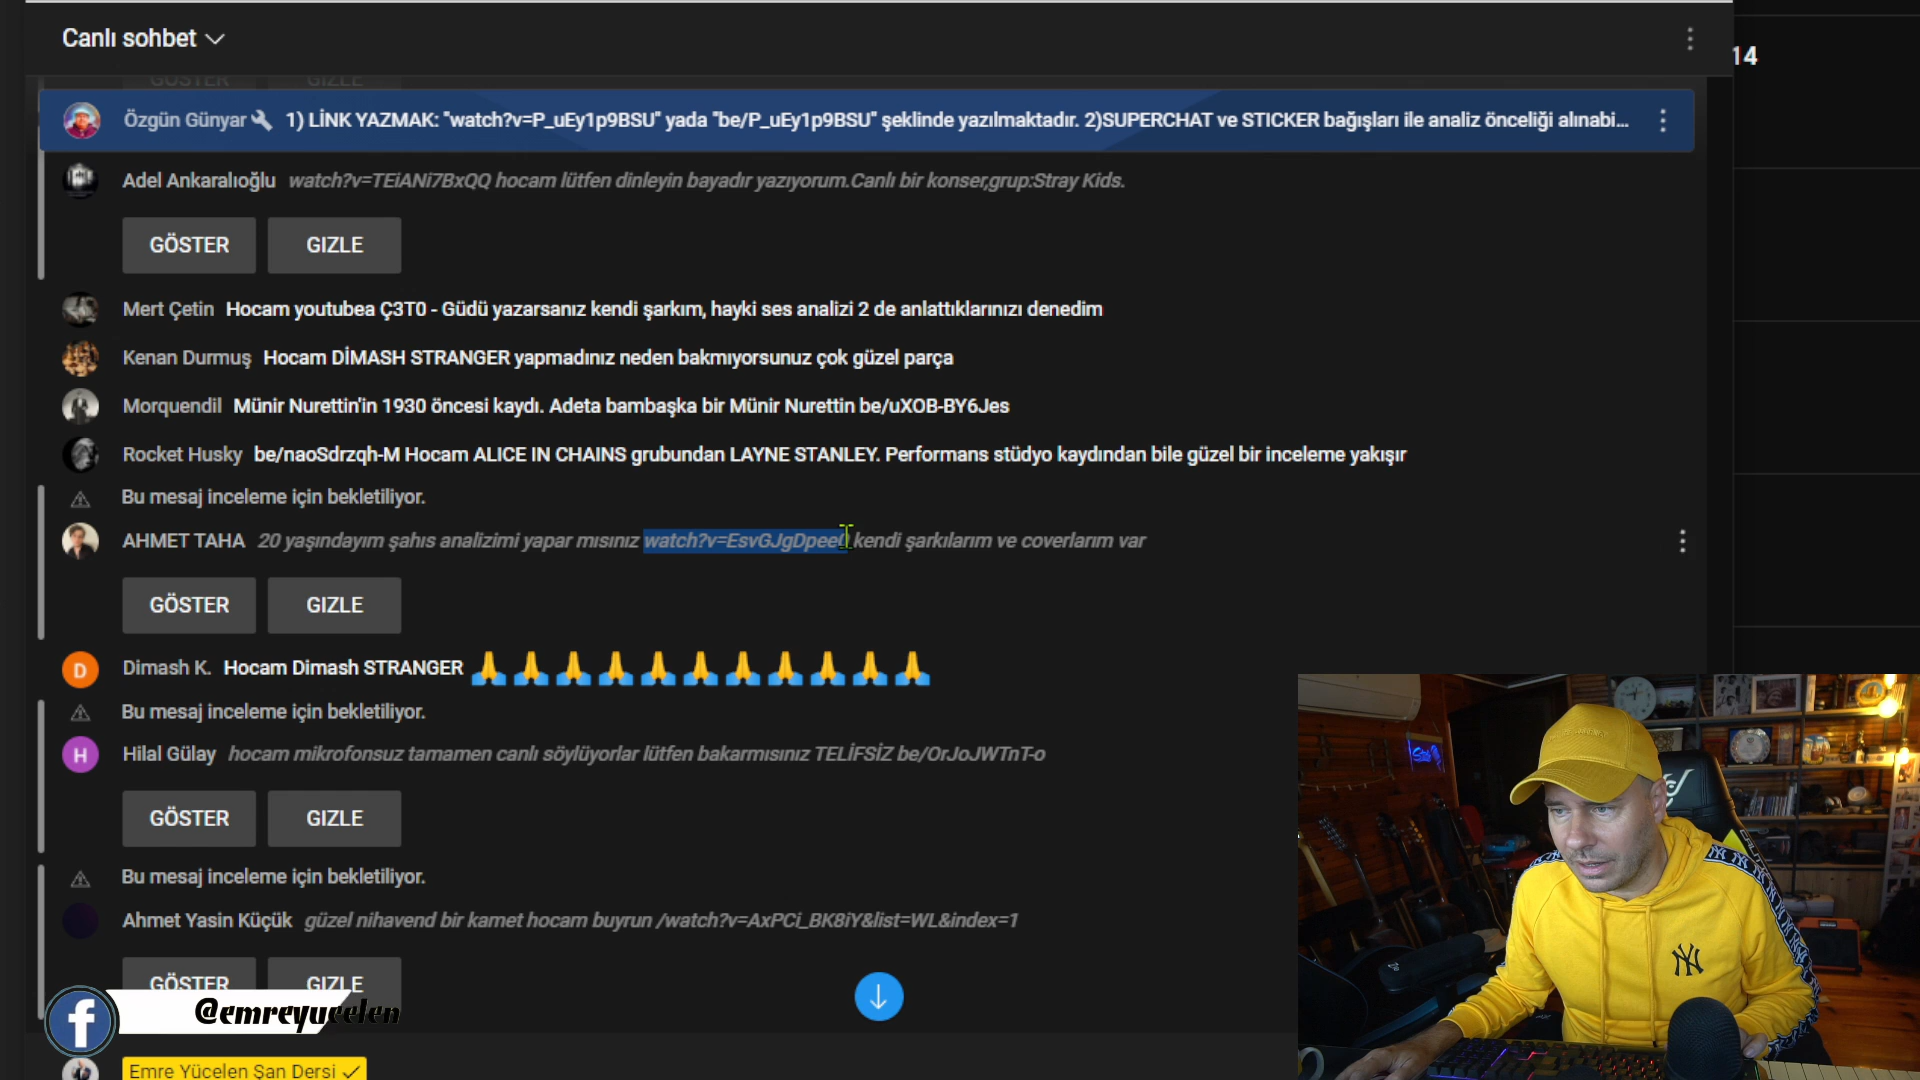 Canlı sohbet
14
GÖSTER GIZLE
Özgün Günyar 1) LİNK YAZMAK: "watch?v=P_uEy1p9BSU" yada "be/P_uEy1p9BSU" şeklinde yazılmaktadır. 2)SUPERCHAT ve STICKER bağışları ile analiz önceliği alınabi...
Adel Ankaralıoğlu watch?v=TEiANi7BxQQ hocam lütfen dinleyin bayadır yazıyorum.Canlı bir konser,grup:Stray Kids.
GÖSTER GIZLE
Mert Çetin Hocam youtubea Ç3T0 - Güdü yazarsanız kendi şarkım, hayki ses analizi 2 de anlattıklarınızı denedim
Kenan Durmuş Hocam DİMASH STRANGER yapmadınız neden bakmıyorsunuz çok güzel parça
Morquendil Münir Nurettin'in 1930 öncesi kaydı. Adeta bambaşka bir Münir Nurettin be/uXOB-BY6Jes
Rocket Husky be/naoSdrzqh-M Hocam ALICE IN CHAINS grubundan LAYNE STANLEY. Performans stüdyo kaydından bile güzel bir inceleme yakışır
Bu mesaj inceleme için bekletiliyor.
AHMET TAHA 20 yaşındayım şahıs analizimi yapar mısınız kendi şarkılarım ve coverlarım var
GÖSTER GIZLE
Dimash K. Hocam Dimash STRANGER 🙏🙏🙏🙏🙏🙏🙏🙏🙏🙏🙏
Bu mesaj inceleme için bekletiliyor.
Hilal Gülay hocam mikrofonsuz tamamen canlı söylüyorlar lütfen bakarmısınız TELİFSİZ be/OrJoJWTnT-o
GÖSTER GIZLE
Bu mesaj inceleme için bekletiliyor.
Ahmet Yasin Küçük güzel nihavend bir kamet hocam buyrun /watch?v=AxPCi_BK8iY&list=WL&index=1
GÖSTER GIZLE
@emreyucelen
Emre Yücelen Şan Dersi
NY